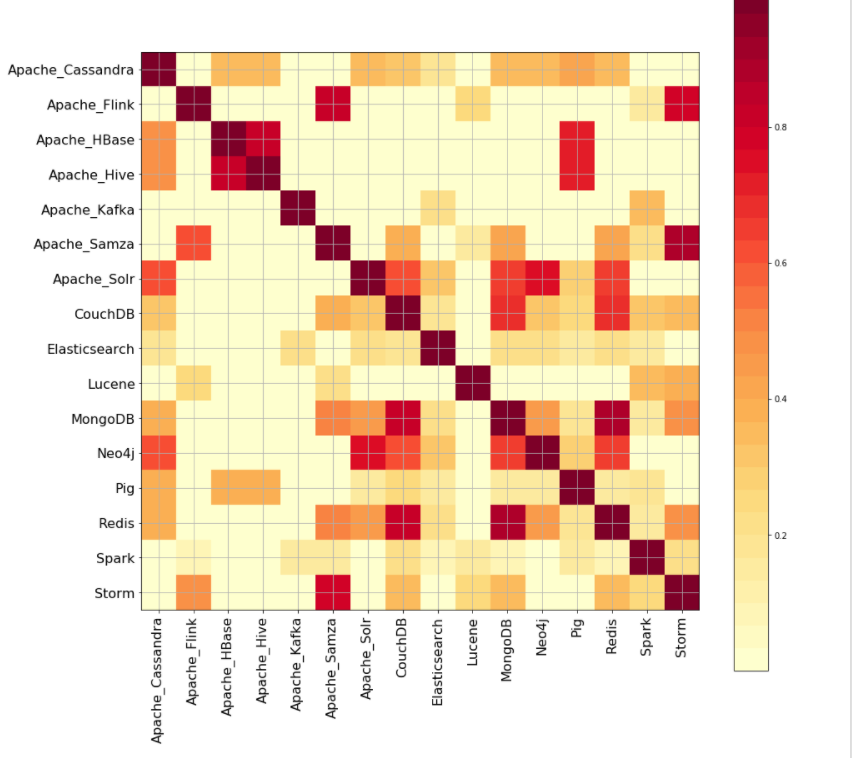 Apache_Cassandra
Apache_Flink
Apache_HBase
Apache_Hive
Apache_Kafka
Apache_Samza
Apache_Solr
CouchDB
Elasticsearch
Lucene
MongoDB
Neo4j
Pig
Redis
Spark
Storm
Apache_Cassandra
Apache_Flink
Apache_HBase
Apache_Hive
Apache_Kafka
Apache_Samza
Apache_Solr
CouchDB
Elasticsearch
Lucene
MongoDB
Neo4j
Pig
Redis
Spark
Storm
0.8
0.6
0.4
0.2